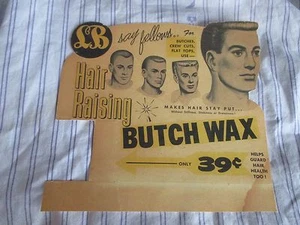 LB
say fellows..
For
BUTCHES,
CREW CUTS,
FLAT TOPS,
USE—
Hair
Raising
MAKES HAIR STAY PUT...
BUTCH WAX
ONLY 39¢
HELPS
GUARD
HAIR
HEALTH
TOO!